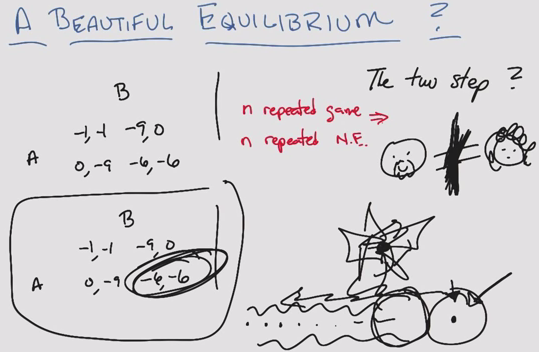 A BEAUTIFUL EQUILIBRIUM ?
The two step ?
B
-1,-1 -9,0
A 0,-9 -6,-6
n repeated game ⇒
n repeated N.E.
B
-1,-1 -9,0
A 0,-9 -6,-6